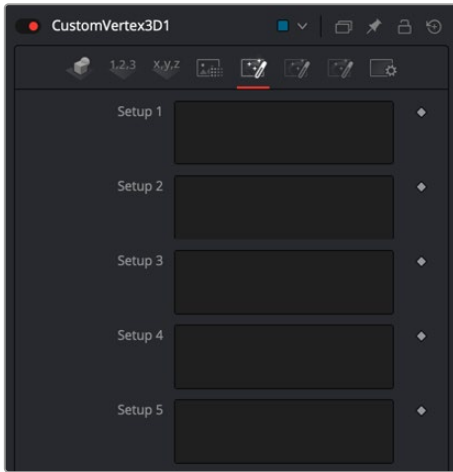 CustomVertex3D1
1,2,3 x,y,z
Setup 1
Setup 2
Setup 3
Setup 4
Setup 5